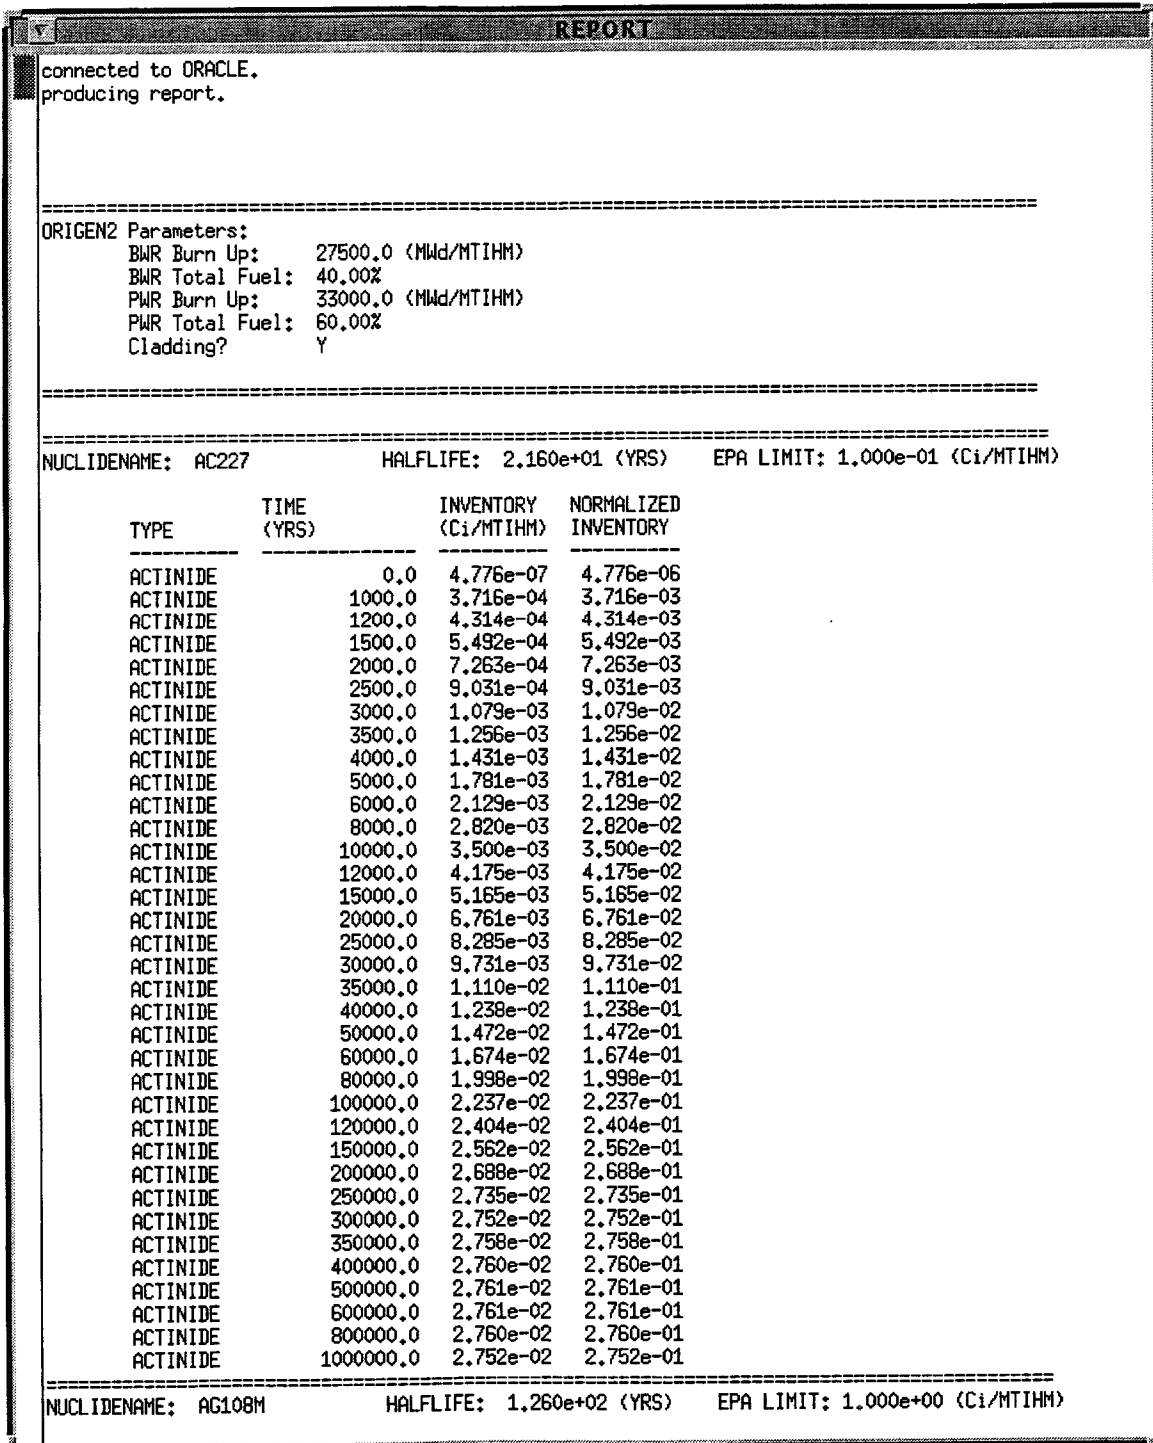 REPORT
connected to ORACLE.
producing report.
================================================================================
ORIGEN2 Parameters:
BWR Burn Up: 27500.0 (MWd/MTIHM)
BWR Total Fuel: 40.00%
PWR Burn Up: 33000.0 (MWd/MTIHM)
PWR Total Fuel: 60.00%
Cladding? Y
================================================================================
================================================================================
NUCLIDENAME: AC227 HALFLIFE: 2.160e+01 (YRS) EPA LIMIT: 1.000e-01 (Ci/MTIHM)
TIME INVENTORY NORMALIZED
TYPE (YRS) (Ci/MTIHM) INVENTORY
---------- -------------- ---------- ----------
ACTINIDE 0.0 4.776e-07 4.776e-06
ACTINIDE 1000.0 3.716e-04 3.716e-03
ACTINIDE 1200.0 4.314e-04 4.314e-03
ACTINIDE 1500.0 5.492e-04 5.492e-03
ACTINIDE 2000.0 7.263e-04 7.263e-03
ACTINIDE 2500.0 9.031e-04 9.031e-03
ACTINIDE 3000.0 1.079e-03 1.079e-02
ACTINIDE 3500.0 1.256e-03 1.256e-02
ACTINIDE 4000.0 1.431e-03 1.431e-02
ACTINIDE 5000.0 1.781e-03 1.781e-02
ACTINIDE 6000.0 2.129e-03 2.129e-02
ACTINIDE 8000.0 2.820e-03 2.820e-02
ACTINIDE 10000.0 3.500e-03 3.500e-02
ACTINIDE 12000.0 4.175e-03 4.175e-02
ACTINIDE 15000.0 5.165e-03 5.165e-02
ACTINIDE 20000.0 6.761e-03 6.761e-02
ACTINIDE 25000.0 8.285e-03 8.285e-02
ACTINIDE 30000.0 9.731e-03 9.731e-02
ACTINIDE 35000.0 1.110e-02 1.110e-01
ACTINIDE 40000.0 1.238e-02 1.238e-01
ACTINIDE 50000.0 1.472e-02 1.472e-01
ACTINIDE 60000.0 1.674e-02 1.674e-01
ACTINIDE 80000.0 1.998e-02 1.998e-01
ACTINIDE 100000.0 2.237e-02 2.237e-01
ACTINIDE 120000.0 2.404e-02 2.404e-01
ACTINIDE 150000.0 2.562e-02 2.562e-01
ACTINIDE 200000.0 2.688e-02 2.688e-01
ACTINIDE 250000.0 2.735e-02 2.735e-01
ACTINIDE 300000.0 2.752e-02 2.752e-01
ACTINIDE 350000.0 2.758e-02 2.758e-01
ACTINIDE 400000.0 2.760e-02 2.760e-01
ACTINIDE 500000.0 2.761e-02 2.761e-01
ACTINIDE 600000.0 2.761e-02 2.761e-01
ACTINIDE 800000.0 2.760e-02 2.760e-01
ACTINIDE 1000000.0 2.752e-02 2.752e-01
================================================================================
NUCLIDENAME: AG108M HALFLIFE: 1.260e+02 (YRS) EPA LIMIT: 1.000e+00 (Ci/MTIHM)